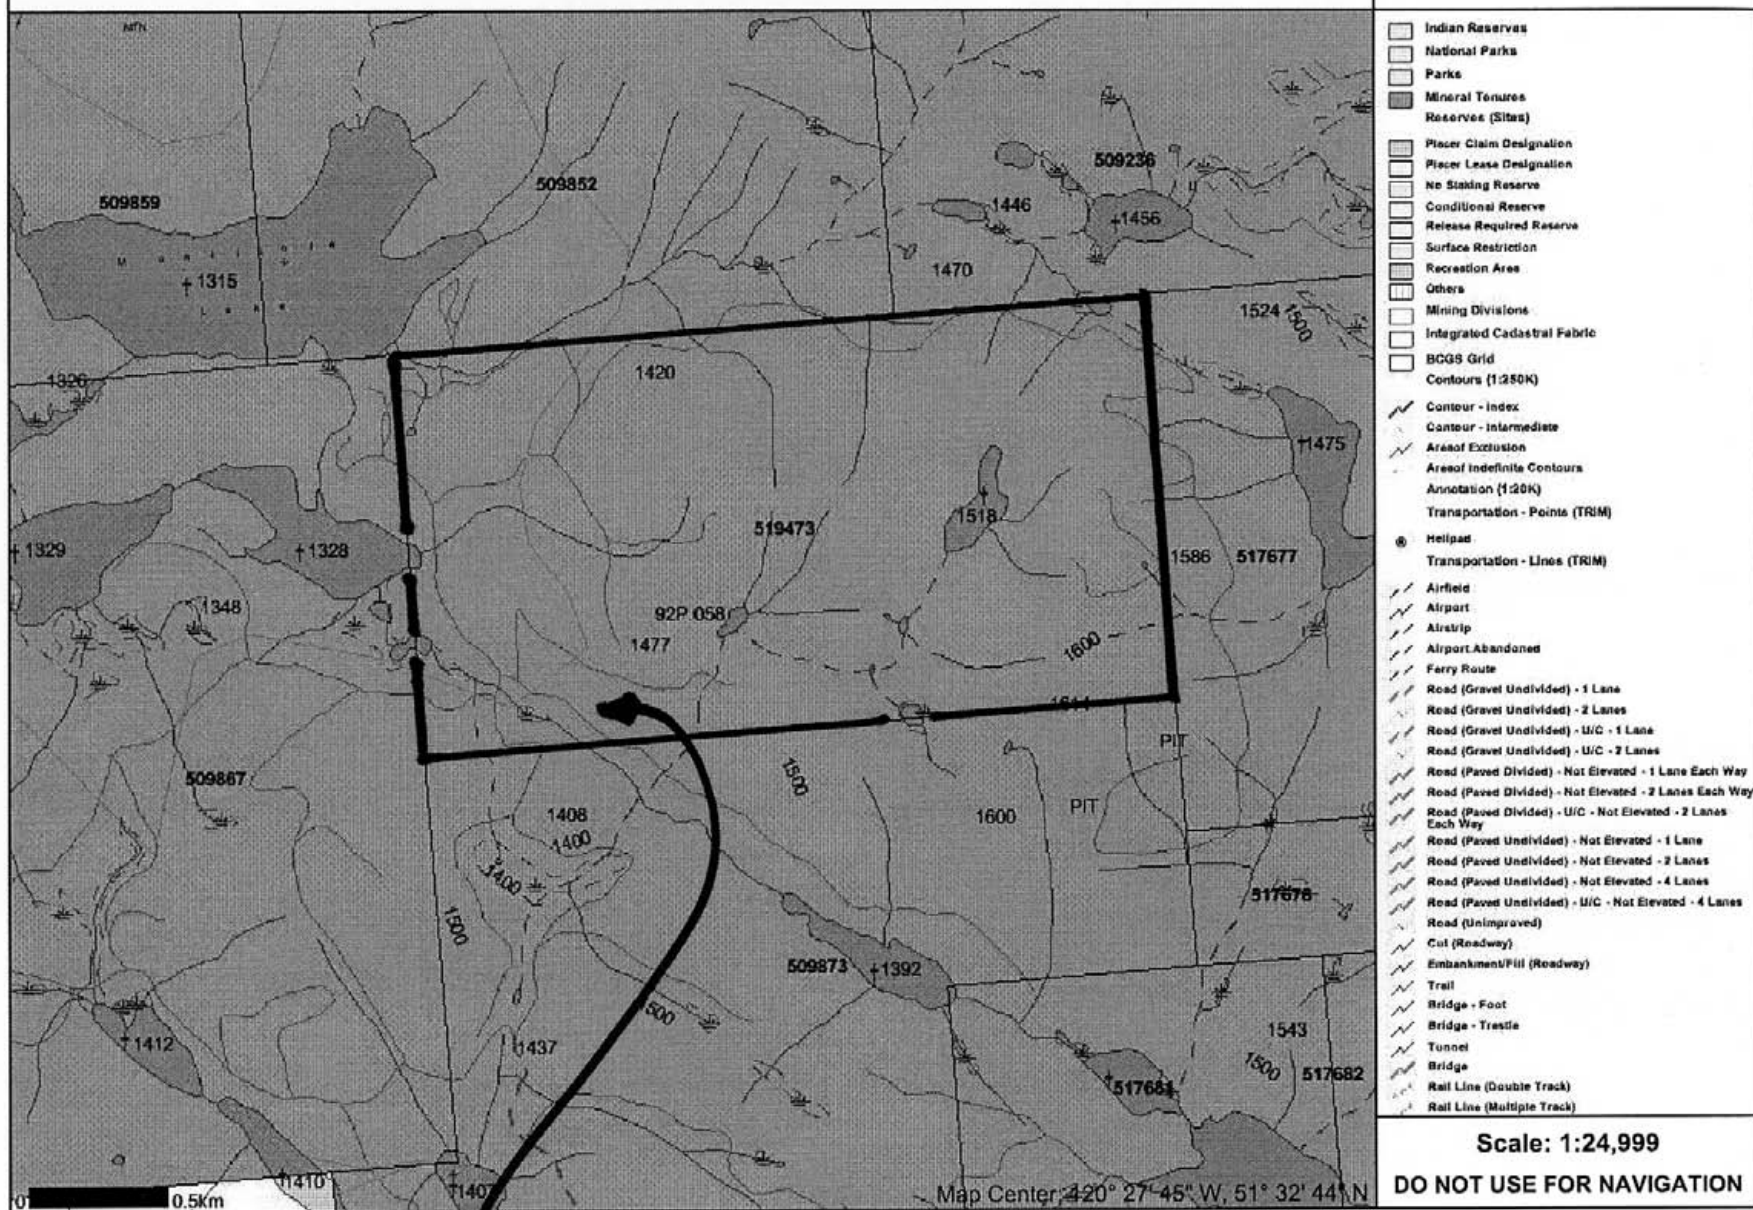 MTN
509859
509852
509236
1446
1456
M a n i t o l e
1315
L a k e
1470
1524
1500
1326
1420
1475
1329
1328
519473
1518
1586
517677
1348
92P 058
1477
1600
1614
PIT
509867
1500
1408
1400
1400
PIT
1600
517678
1500
509873
1392
1500
1412
1437
1543
1500
517681
517682
1410
1407
0
0.5km
Map Center: 120° 27' 45" W, 51° 32' 44" N
Indian Reserves
National Parks
Parks
Mineral Tenures
Reserves (Sites)
Placer Claim Designation
Placer Lease Designation
No Staking Reserve
Conditional Reserve
Release Required Reserve
Surface Restriction
Recreation Area
Others
Mining Divisions
Integrated Cadastral Fabric
BCGS Grid
Contours (1:250K)
Contour - Index
Contour - Intermediate
Areaof Exclusion
Areaof Indefinite Contours
Annotation (1:20K)
Transportation - Points (TRIM)
Helipad
Transportation - Lines (TRIM)
Airfield
Airport
Airstrip
Airport Abandoned
Ferry Route
Road (Gravel Undivided) - 1 Lane
Road (Gravel Undivided) - 2 Lanes
Road (Gravel Undivided) - U/C - 1 Lane
Road (Gravel Undivided) - U/C - 2 Lanes
Road (Paved Divided) - Not Elevated - 1 Lane Each Way
Road (Paved Divided) - Not Elevated - 2 Lanes Each Way
Road (Paved Divided) - U/C - Not Elevated - 2 Lanes
Each Way
Road (Paved Undivided) - Not Elevated - 1 Lane
Road (Paved Undivided) - Not Elevated - 2 Lanes
Road (Paved Undivided) - Not Elevated - 4 Lanes
Road (Paved Undivided) - U/C - Not Elevated - 4 Lanes
Road (Unimproved)
Cut (Roadway)
Embankment/Fill (Roadway)
Trail
Bridge - Foot
Bridge - Trestle
Tunnel
Bridge
Rail Line (Double Track)
Rail Line (Multiple Track)
Scale: 1:24,999
DO NOT USE FOR NAVIGATION